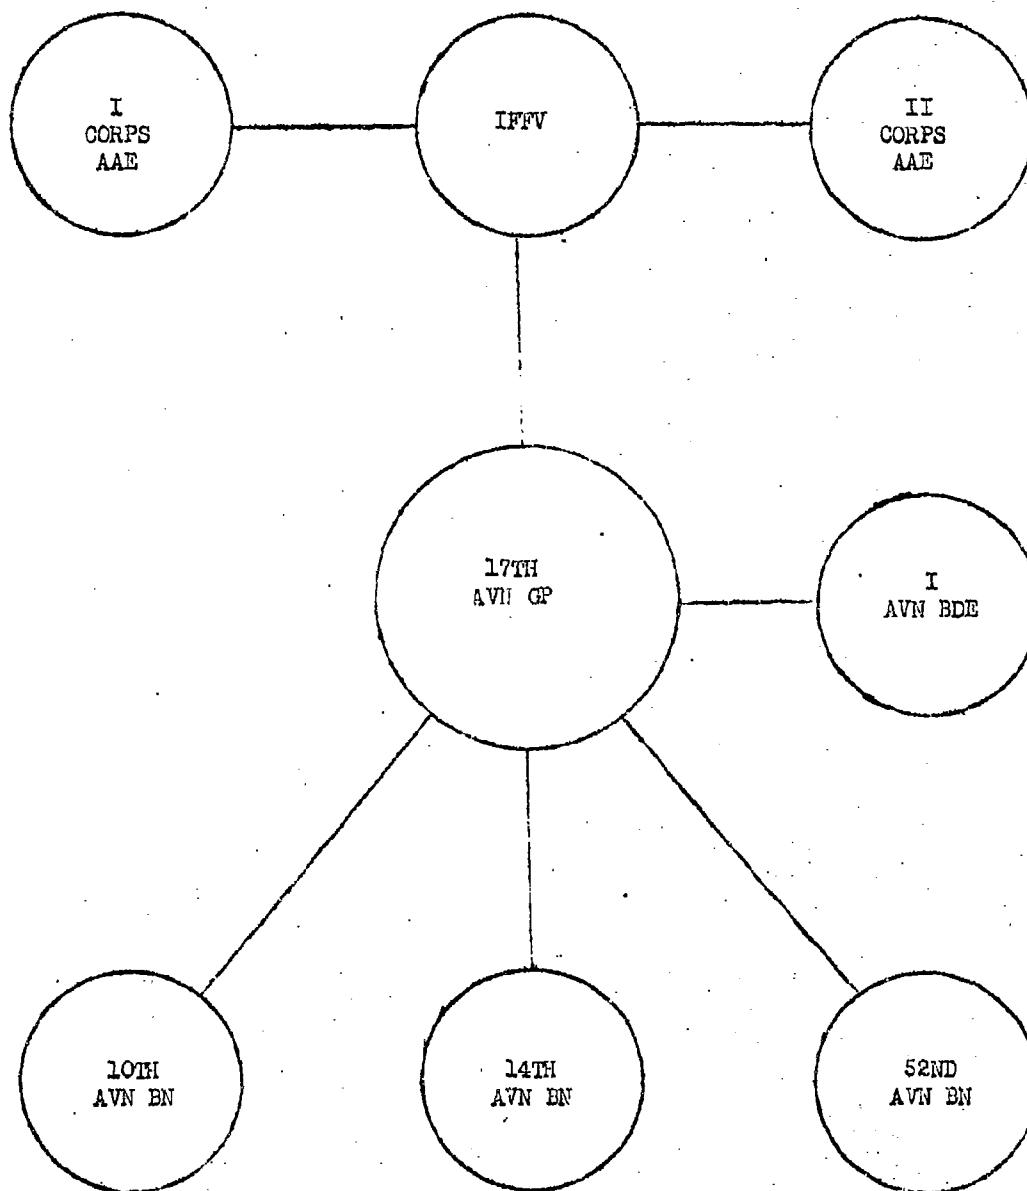 I
CORPS
AAE
IFFV
II
CORPS
AAE
17TH
AVN GP
I
AVN BDE
10TH
AVN BN
14TH
AVN BN
52ND
AVN BN